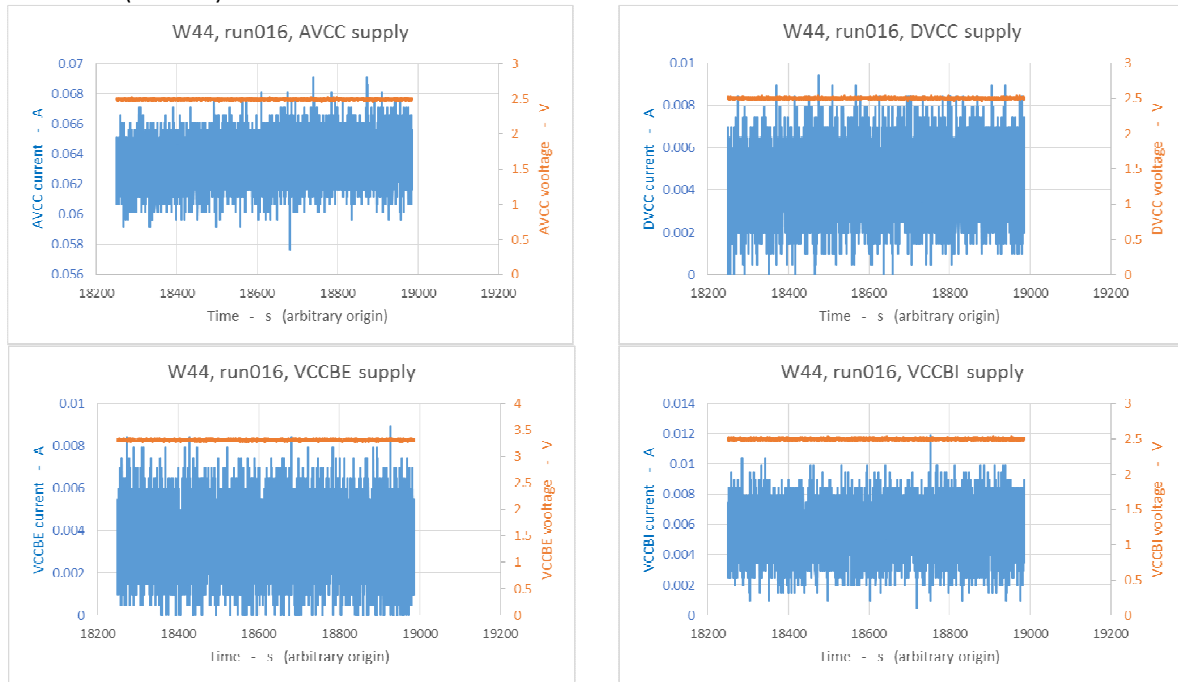 W44, run016, AVCC supply
0.07
0.068
0.066
0.064
0.062
0.06
0.058
0.056
3
2.5
2
1.5
1
0.5
0
AVCC current - A
AVCC vooltage - V
18200 18400 18600 18800 19000 19200
Time - s (arbitrary origin)
W44, run016, DVCC supply
0.01
0.008
0.006
0.004
0.002
0
3
2.5
2
1.5
1
0.5
0
DVCC current - A
DVCC vooltage - V
18200 18400 18600 18800 19000 19200
Time - s (arbitrary origin)
W44, run016, VCCBE supply
0.01
0.008
0.006
0.004
0.002
0
4
3.5
3
2.5
2
1.5
1
0.5
0
VCCBE current - A
VCCBE vooltage - V
18200 18400 18600 18800 19000 19200
Time - s (arbitrary origin)
W44, run016, VCCBI supply
0.014
0.012
0.01
0.008
0.006
0.004
0.002
0
3
2.5
2
1.5
1
0.5
0
VCCBI current - A
VCCBI vooltage - V
18200 18400 18600 18800 19000 19200
Time - s (arbitrary origin)